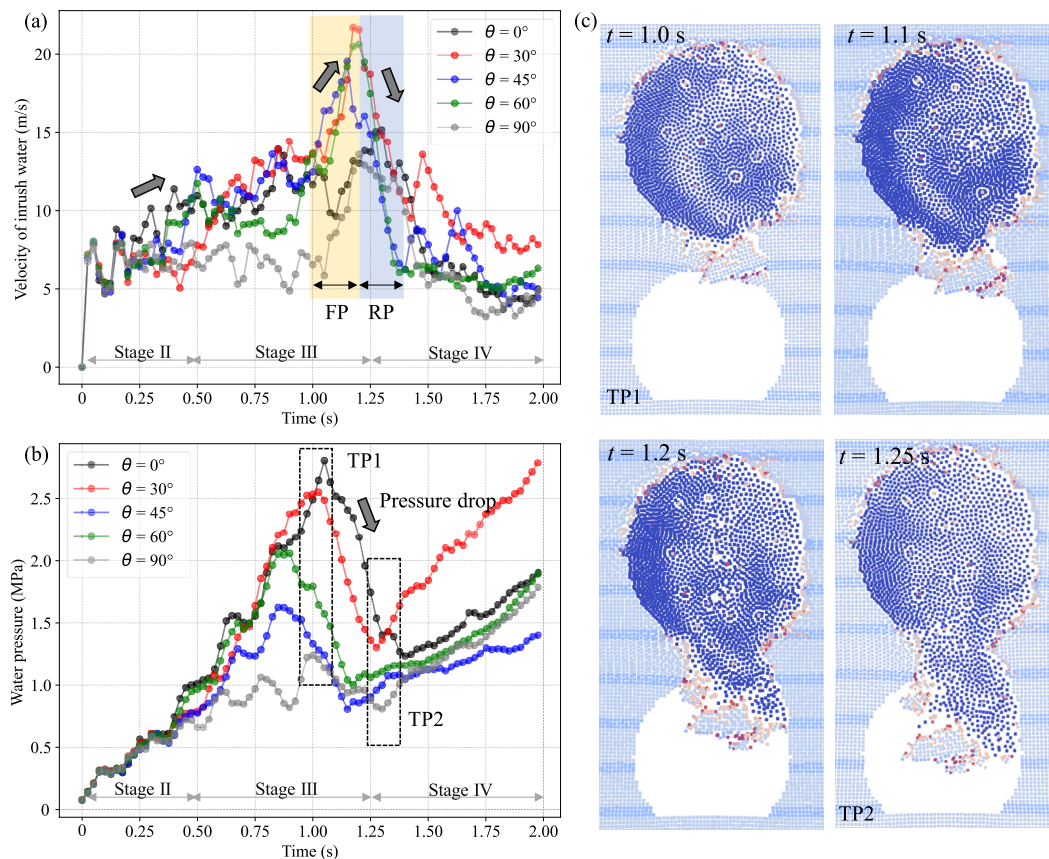 (a)
Velocity of inrush water (m/s)
20
15
10
5
0
θ = 0°
θ = 30°
θ = 45°
θ = 60°
θ = 90°
FP
RP
Stage II
Stage III
Stage IV
0
0.25
0.50
0.75
1.00
1.25
1.50
1.75
2.00
Time (s)
(b)
Water pressure (MPa)
2.5
2.0
1.5
1.0
0.5
0
θ = 0°
θ = 30°
θ = 45°
θ = 60°
θ = 90°
TP1
Pressure drop
TP2
Stage II
Stage III
Stage IV
0
0.25
0.50
0.75
1.00
1.25
1.50
1.75
2.00
Time (s)
(c)
t = 1.0 s
t = 1.1 s
TP1
t = 1.2 s
t = 1.25 s
TP2